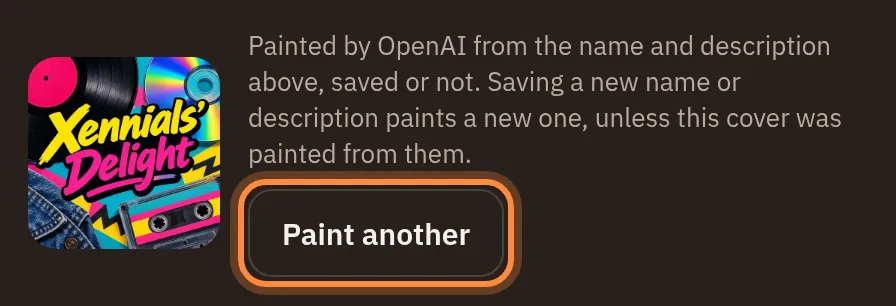 Xennials'
Delight
Painted by OpenAI from the name and description
above, saved or not. Saving a new name or
description paints a new one, unless this cover was
painted from them.
Paint another